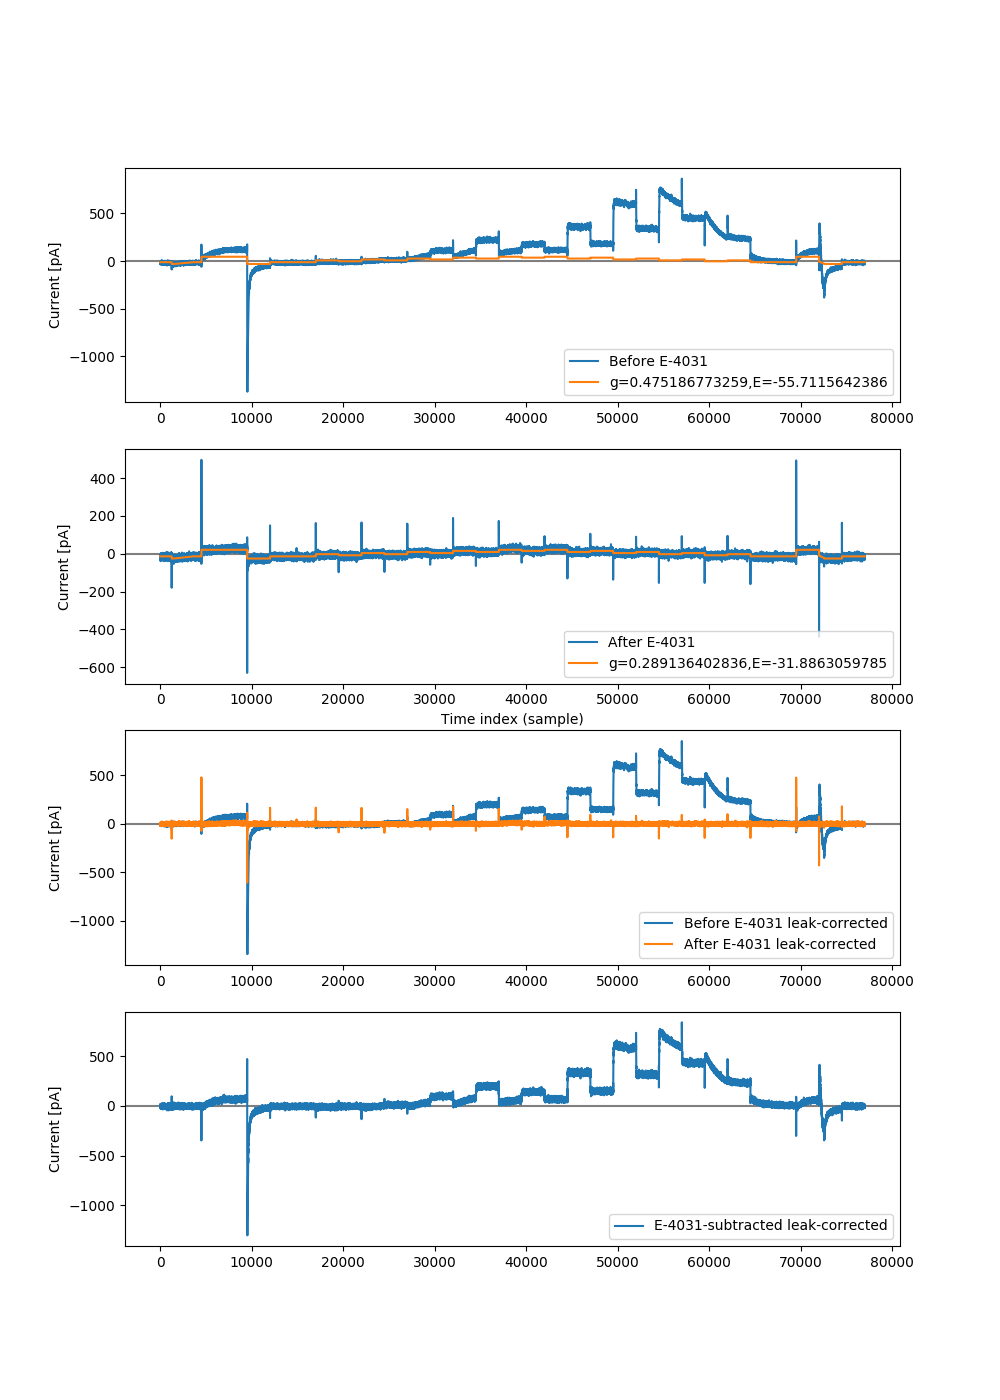 500
0
−500
−1000
Current [pA]
Before E-4031
g=0.475186773259,E=-55.7115642386
0 10000 20000 30000 40000 50000 60000 70000 80000
400
200
0
−200
−400
−600
Current [pA]
After E-4031
g=0.289136402836,E=-31.8863059785
0 10000 20000 30000 40000 50000 60000 70000 80000
Time index (sample)
500
0
−500
−1000
Current [pA]
Before E-4031 leak-corrected
After E-4031 leak-corrected
0 10000 20000 30000 40000 50000 60000 70000 80000
500
0
−500
−1000
Current [pA]
E-4031-subtracted leak-corrected
0 10000 20000 30000 40000 50000 60000 70000 80000